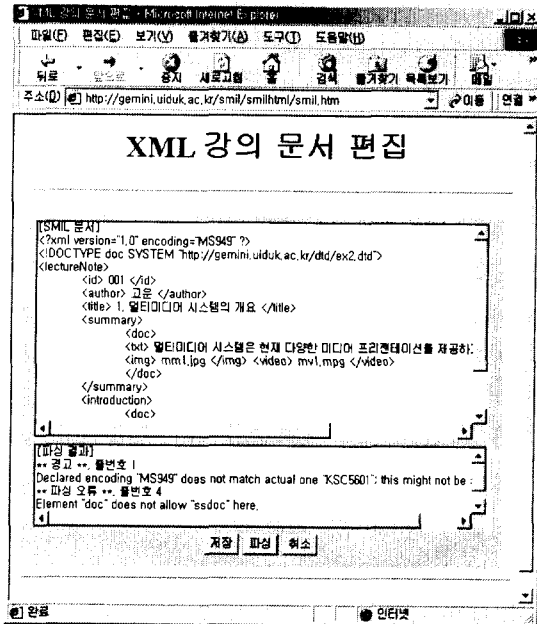 XML 강의 문서 편집 - Microsoft Internet Explorer
파일(F) 편집(E) 보기(V) 즐겨찾기(A) 도구(T) 도움말(H)
뒤로 앞으로 중지 새로고침 홈 검색 즐겨찾기 목록보기 메일
주소(D) http://gemini.uiduk.ac.kr/smil/smilhtml/smil.htm 이동 연결
XML 강의 문서 편집
[SMIL 문서]
<?xml version="1.0" encoding="MS949" ?>
<!DOCTYPE doc SYSTEM "http://gemini.uiduk.ac.kr/dtd/ex2.dtd">
<lectureNote>
<id> 001 </id>
<author> 고운 </author>
<title> 1. 멀티미디어 시스템의 개요 </title>
<summary>
<doc>
<txt> 멀티미디어 시스템은 현재 다양한 미디어 프리젠테이션를 제공하
<img> mm1.jpg </img> <video> mv1.mpg </video>
</doc>
</summary>
<introduction>
<doc>
[파싱 결과]
** 경고 **, 줄번호 1
Declared encoding "MS949" does not match actual one "KSC5601"; this might not be
** 파싱 오류 **, 줄번호 4
Element "doc" does not allow "ssdoc" here.
저장 파싱 취소
완료 인터넷